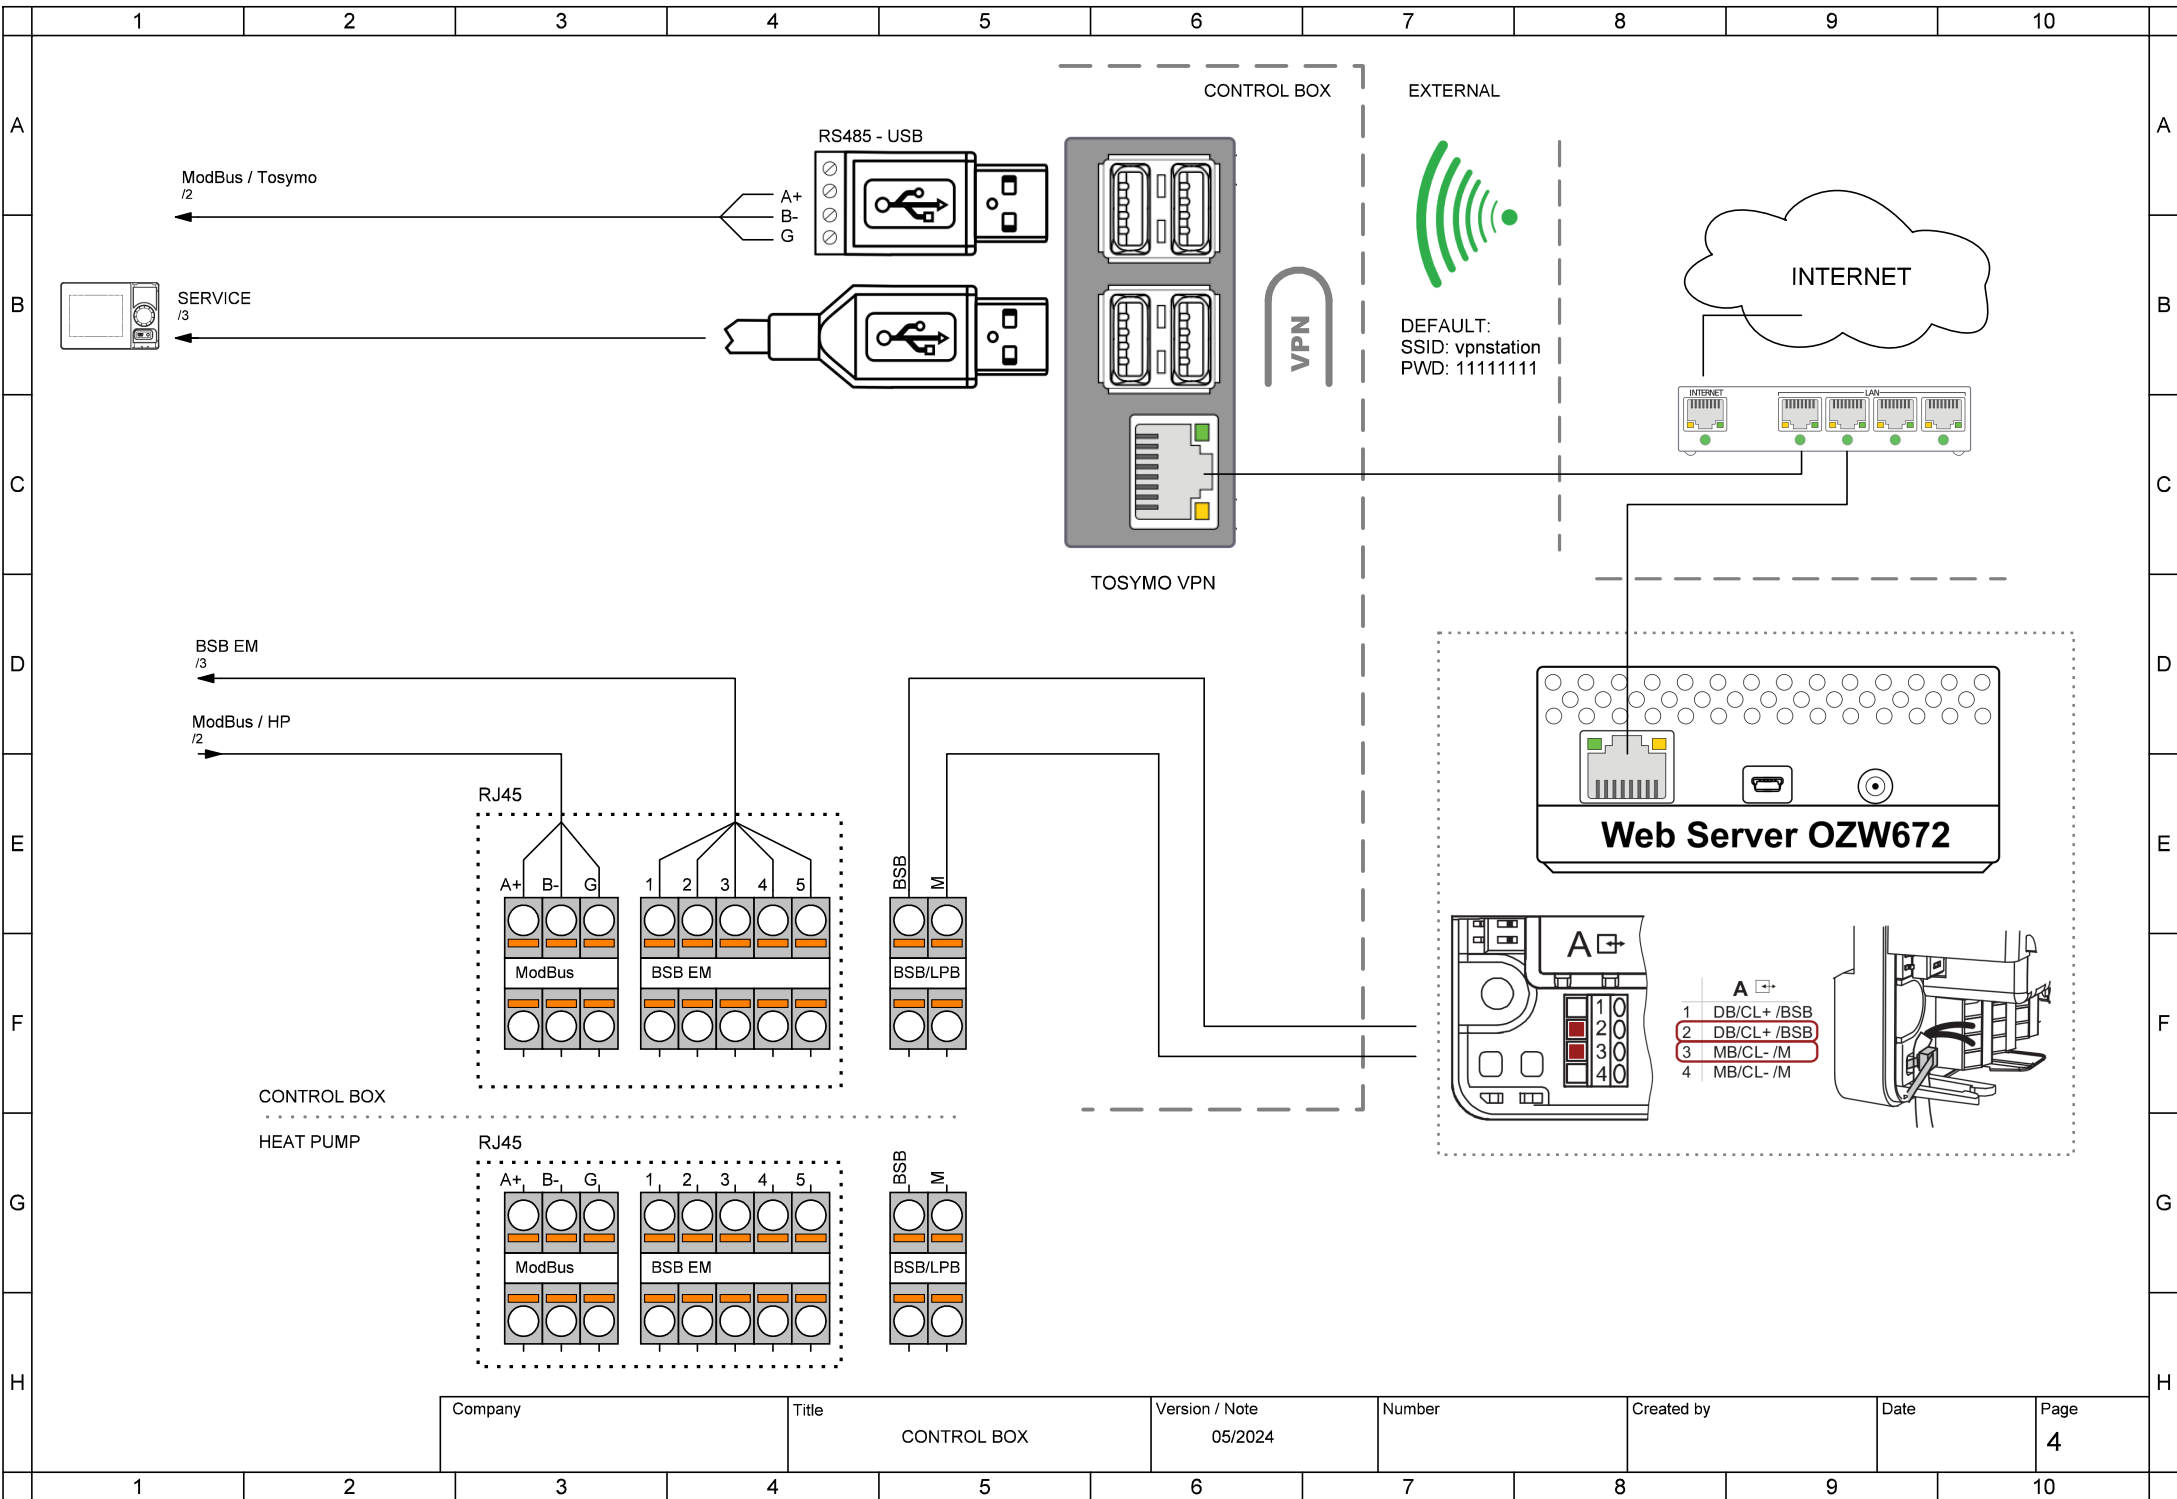 1 2 3 4 5 6 7 8 9 10
A A
B B
C C
D D
E E
F F
G G
H H
CONTROL BOX
EXTERNAL
RS485 - USB
ModBus / Tosymo
/2
A+
B-
G
SERVICE
/3
VPN
DEFAULT:
SSID: vpnstation
PWD: 11111111
INTERNET
INTERNET
LAN
TOSYMO VPN
BSB EM
/3
ModBus / HP
/2
RJ45
A+ B- G 1 2 3 4 5 BSB M
ModBus BSB EM BSB/LPB
Web Server OZW672
A
1
2
3
4
A
1 DB/CL+ /BSB
2 DB/CL+ /BSB
3 MB/CL- /M
4 MB/CL- /M
CONTROL BOX
HEAT PUMP
RJ45
A+ B- G 1 2 3 4 5 BSB M
ModBus BSB EM BSB/LPB
Company
Title
CONTROL BOX
Version / Note
05/2024
Number
Created by
Date
Page
4
1 2 3 4 5 6 7 8 9 10